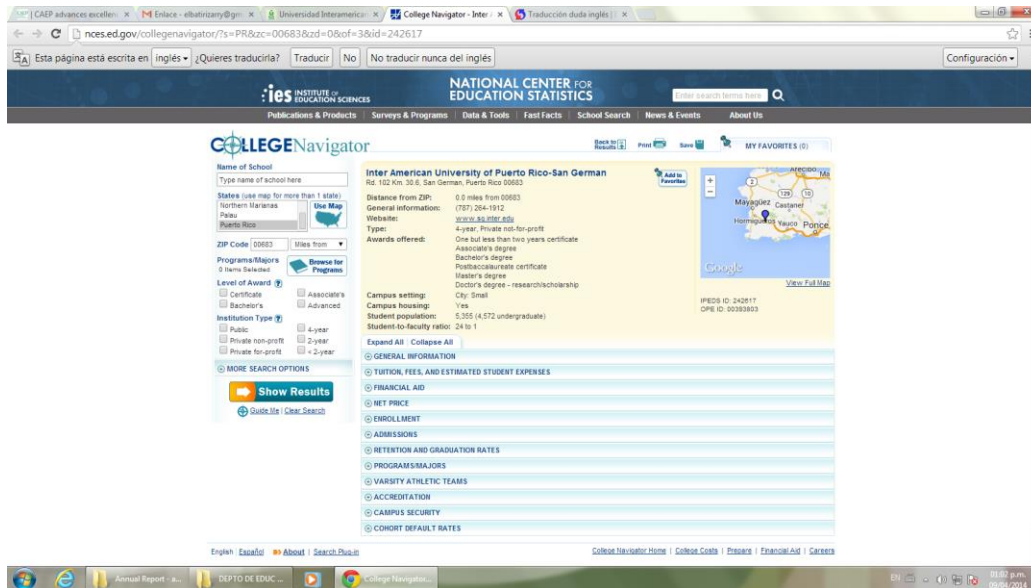 | CAEP advances excellen
Enlace - elbatirizarry@gm
Universidad Interamerica
College Navigator - Inter
Traducción duda inglés |
nces.ed.gov/collegenavigator/?s=PR&zc=00683&zd=0&of=3&id=242617
Esta página está escrita en inglés ¿Quieres traducirla? Traducir No No traducir nunca del inglés Configuración
ies INSTITUTE OF EDUCATION SCIENCES
NATIONAL CENTER FOR
EDUCATION STATISTICS
Enter search terms here
Publications & Products | Surveys & Programs | Data & Tools | Fast Facts | School Search | News & Events About Us
COLLEGENavigator
Back to Results Print Save MY FAVORITES (0)
Name of School
Type name of school here
States (use map for more than 1 state)
Northern Marianas
Palau
Puerto Rico
Use Map
ZIP Code 00683 Miles from
Programs/Majors
0 Items Selected
Browse for Programs
Level of Award
Certificate Associate's
Bachelor's Advanced
Institution Type
Public 4-year
Private non-profit 2-year
Private for-profit < 2-year
MORE SEARCH OPTIONS
Show Results
Guide Me | Clear Search
Inter American University of Puerto Rico-San German
Rd. 102 Km. 30.6, San German, Puerto Rico 00683
Add to Favorites
Distance from ZIP: 0.0 miles from 00683
General information: (787) 264-1912
Website: www.sg.inter.edu
Type: 4-year, Private not-for-profit
Awards offered: One but less than two years certificate
Associate's degree
Bachelor's degree
Postbaccalaureate certificate
Master's degree
Doctor's degree - research/scholarship
Campus setting: City: Small
Campus housing: Yes
Student population: 5,355 (4,572 undergraduate)
Student-to-faculty ratio: 24 to 1
Arecibo
Ma
2
129
10
Mayagüez Castaner
Hormigueros Yauco Ponce
Google
View Full Map
IPEDS ID: 242617
OPE ID: 00393803
Expand All | Collapse All
GENERAL INFORMATION
TUITION, FEES, AND ESTIMATED STUDENT EXPENSES
FINANCIAL AID
NET PRICE
ENROLLMENT
ADMISSIONS
RETENTION AND GRADUATION RATES
PROGRAMS/MAJORS
VARSITY ATHLETIC TEAMS
ACCREDITATION
CAMPUS SECURITY
COHORT DEFAULT RATES
English | Español About | Search Plug-in
College Navigator Home | College Costs | Prepare | Financial Aid | Careers
Annual Report - a...
DEPTO DE EDUC ...
College Navigator...
EN
01:02 p.m.
09/04/2014